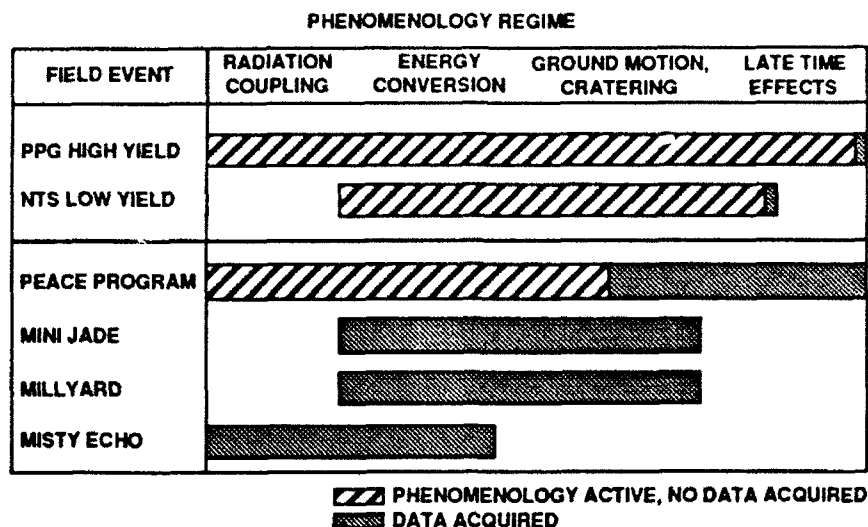 PHENOMENOLOGY REGIME
FIELD EVENT
RADIATION COUPLING
ENERGY CONVERSION
GROUND MOTION, CRATERING
LATE TIME EFFECTS
PPG HIGH YIELD
NTS LOW YIELD
PEACE PROGRAM
MINI JADE
MILLYARD
MISTY ECHO
PHENOMENOLOGY ACTIVE, NO DATA ACQUIRED
DATA ACQUIRED